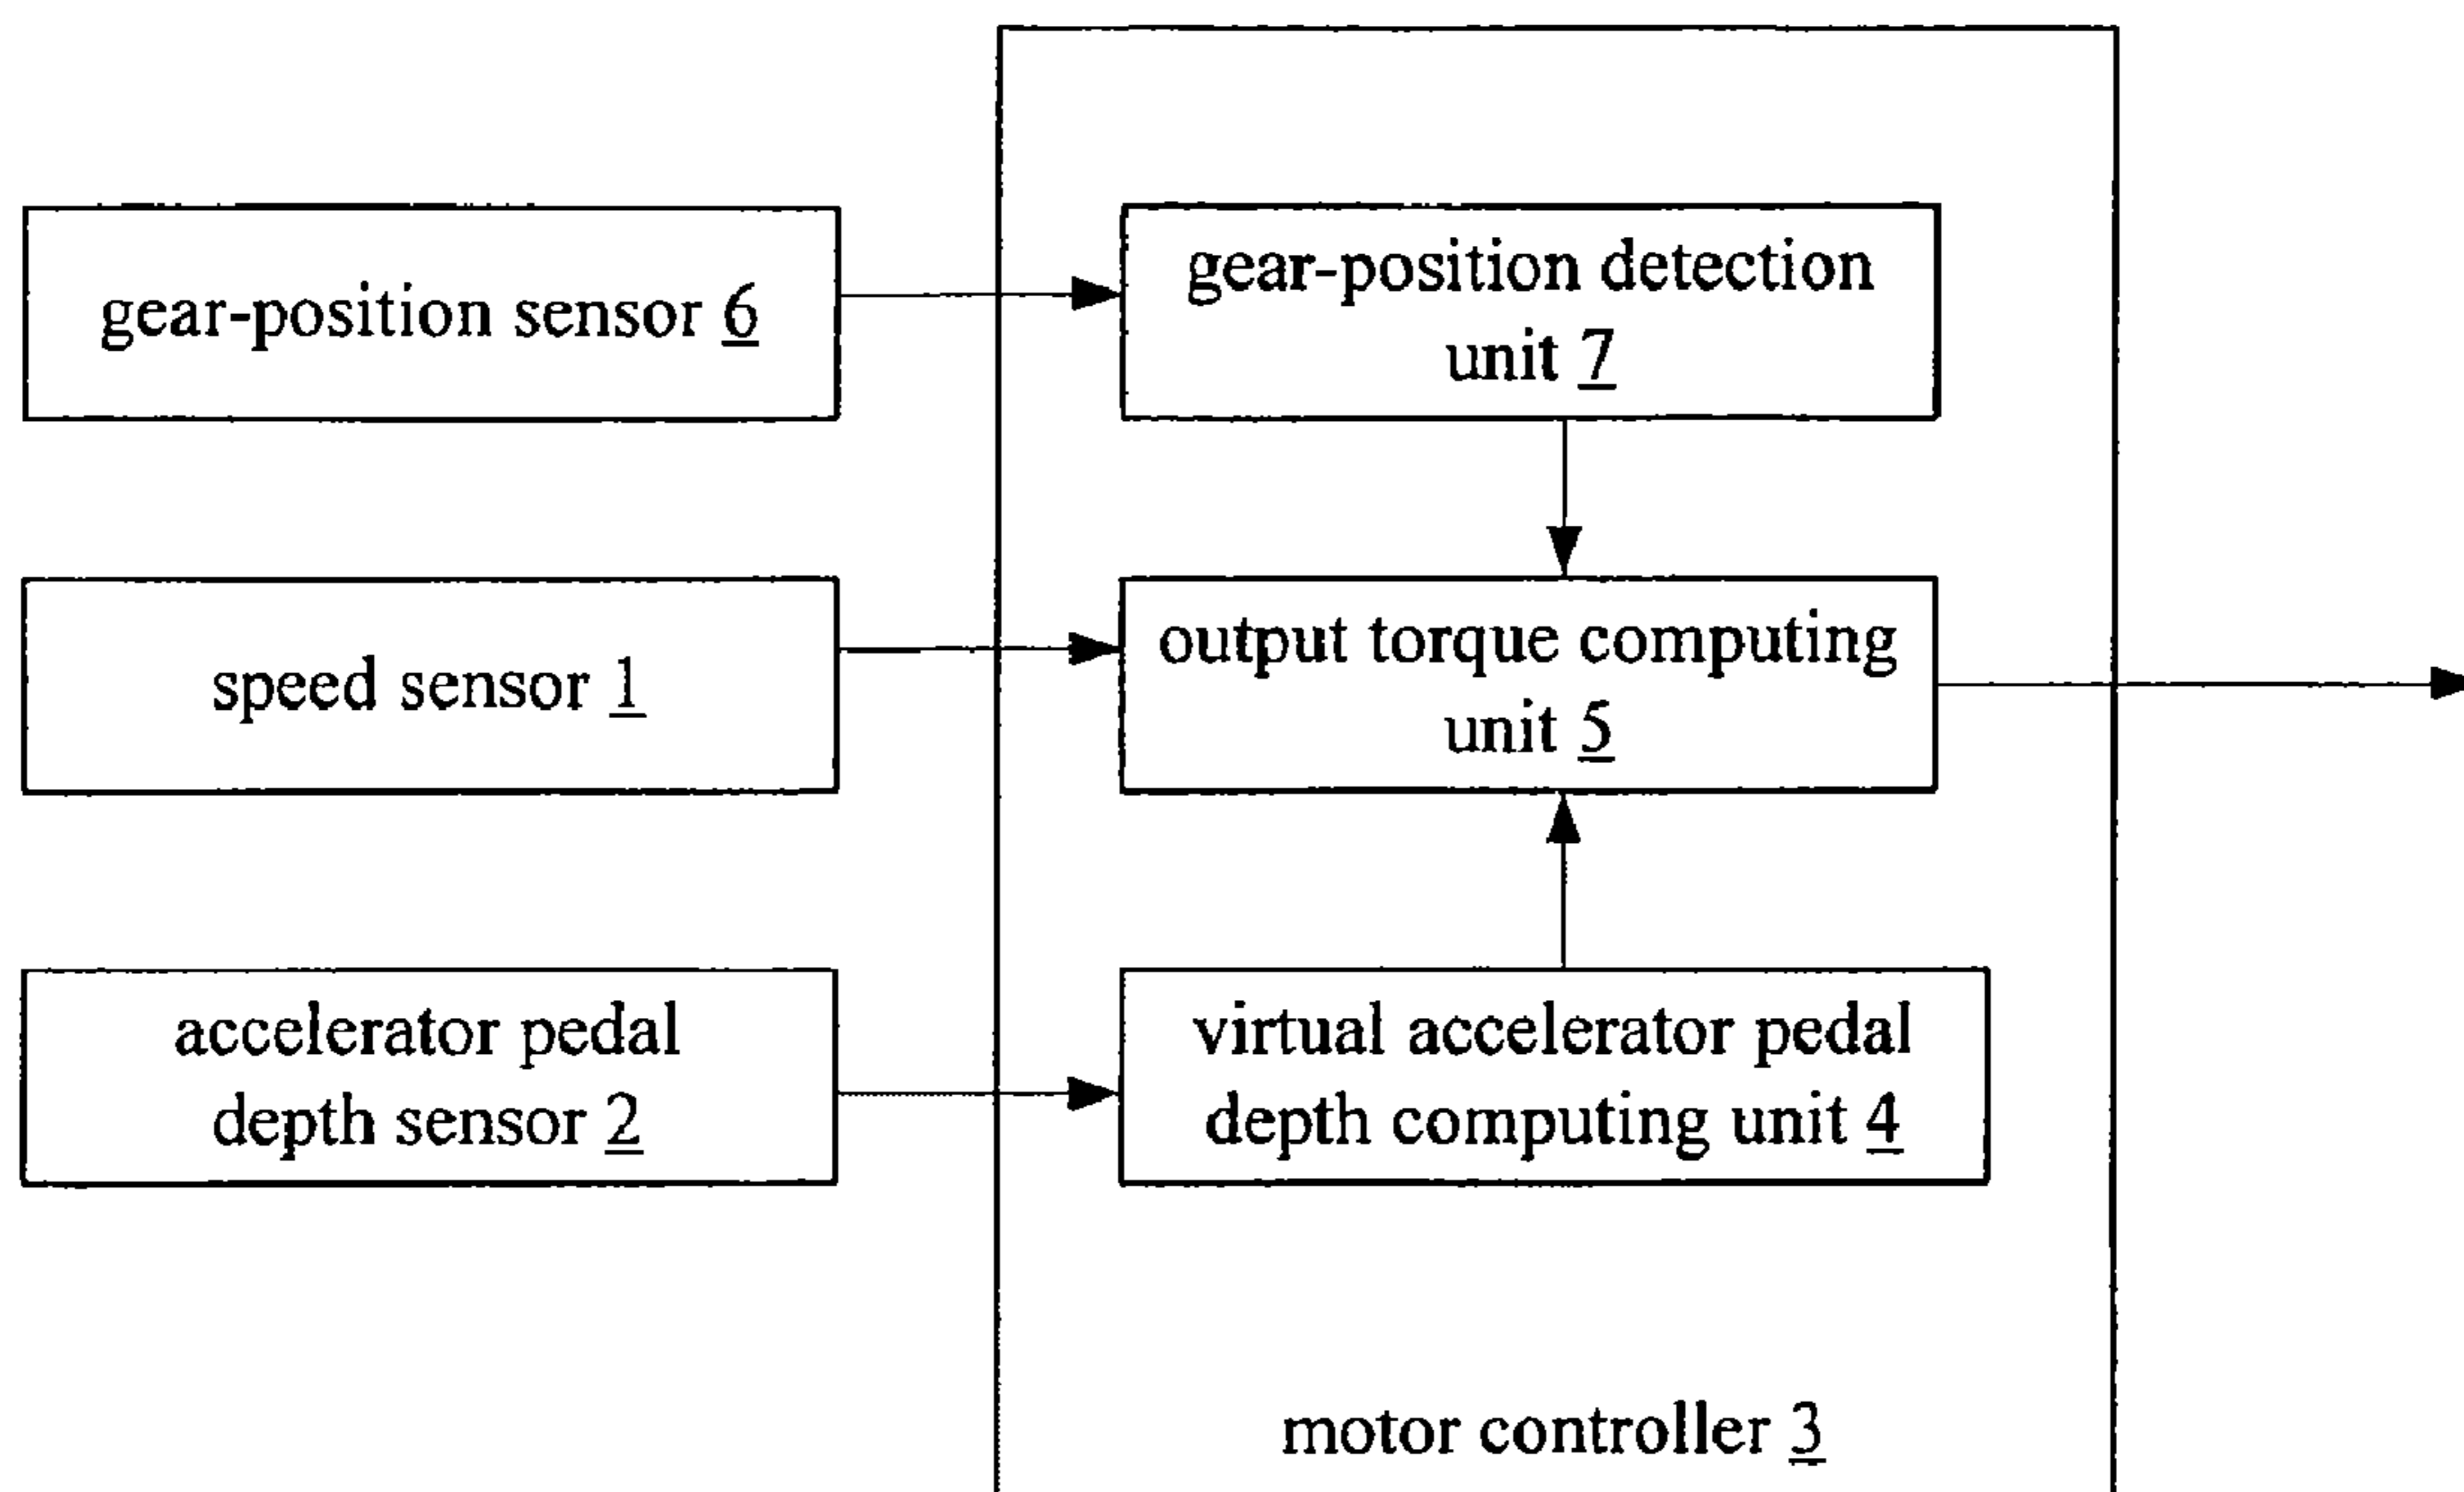 gear-position sensor 6
gear-position detection
unit 7
speed sensor 1
output torque computing
unit 5
accelerator pedal
depth sensor 2
virtual accelerator pedal
depth computing unit 4
motor controller 3